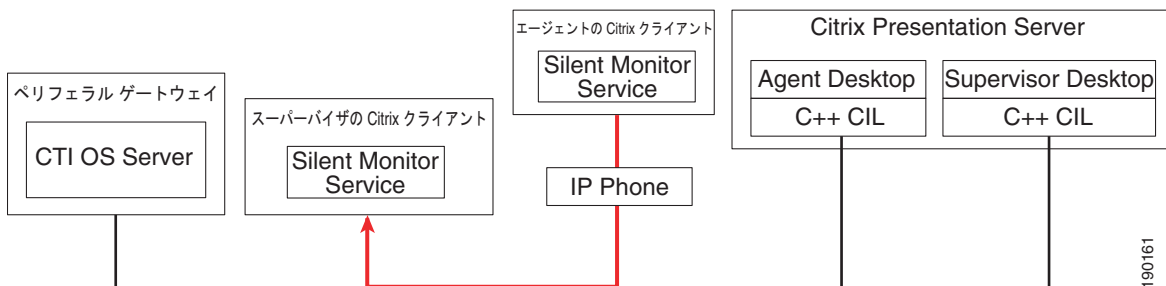 ペリフェラル ゲートウェイ
CTI OS Server
スーパーバイザの Citrix クライアント
Silent Monitor
Service
エージェントの Citrix クライアント
Silent Monitor
Service
IP Phone
Citrix Presentation Server
Agent Desktop
C++ CIL
Supervisor Desktop
C++ CIL
190161